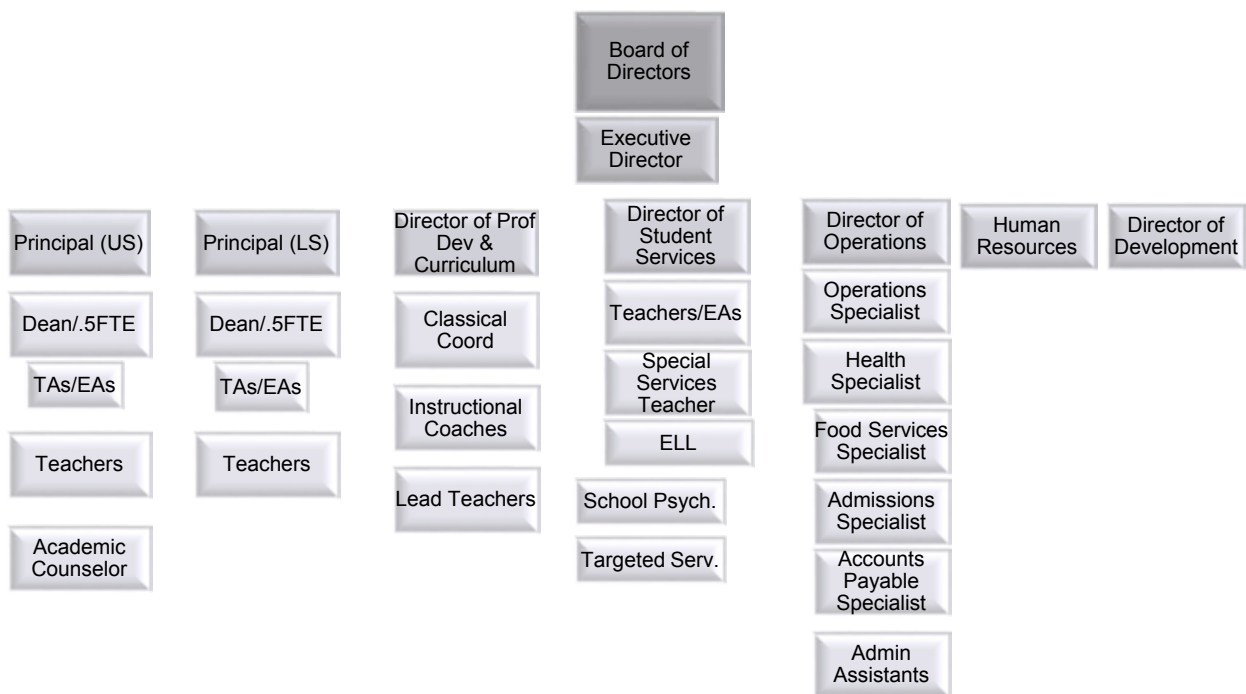 Board of
Directors
Executive
Director
Principal (US)
Dean/.5FTE
TAs/EAs
Teachers
Academic
Counselor
Principal (LS)
Dean/.5FTE
TAs/EAs
Teachers
Director of Prof
Dev &
Curriculum
Classical
Coord
Instructional
Coaches
Lead Teachers
Director of
Student
Services
Teachers/EAs
Special
Services
Teacher
ELL
School Psych.
Targeted Serv.
Director of
Operations
Operations
Specialist
Health
Specialist
Food Services
Specialist
Admissions
Specialist
Accounts
Payable
Specialist
Admin
Assistants
Human
Resources
Director of
Development